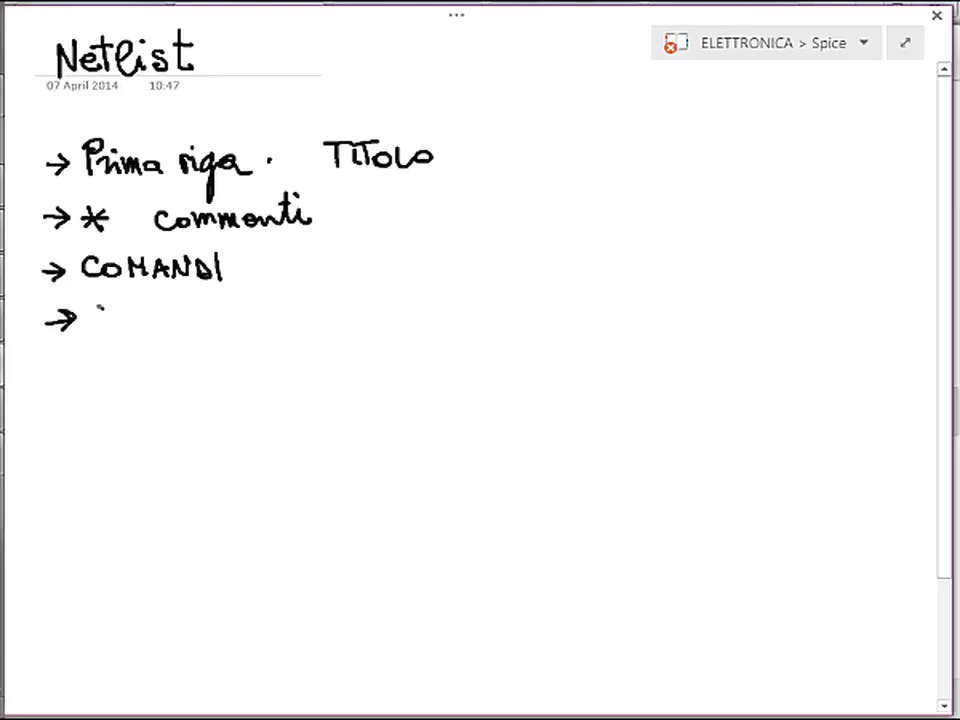 ...
ELETTRONICA > Spice
Netlist
07 April 2014 10:47
→ Prima riga . TITOLO
→ * commenti
→ COMANDI
→